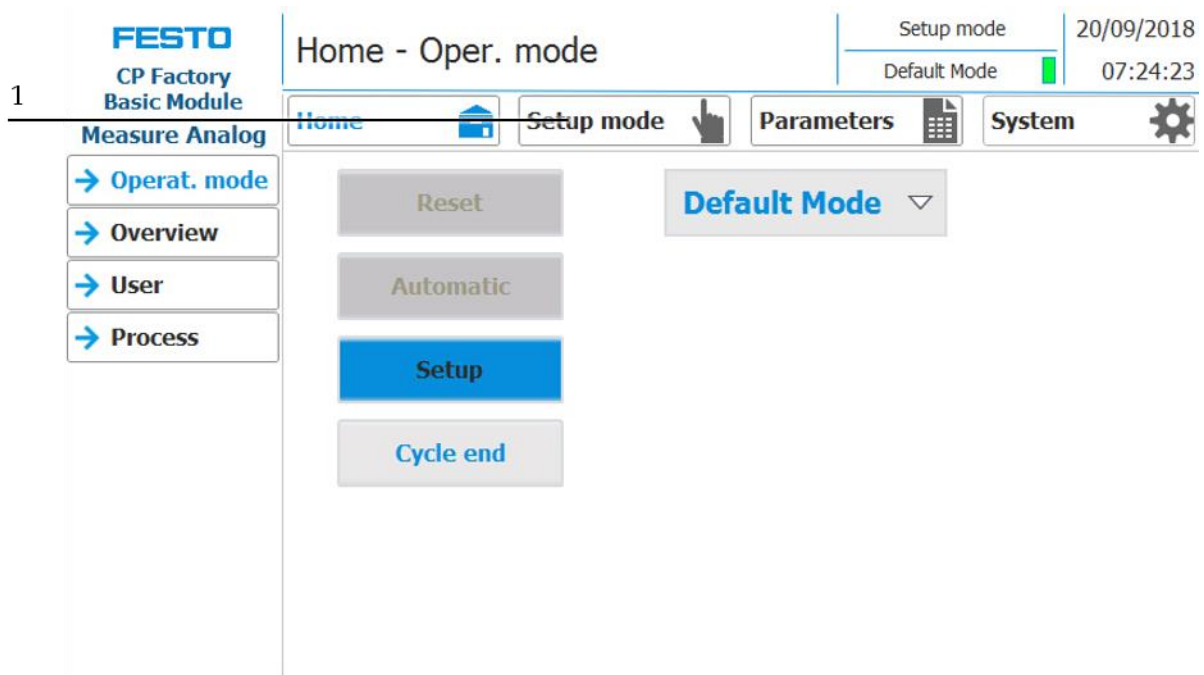 FESTO
CP Factory
Basic Module
Measure Analog
Home - Oper. mode
Setup mode
Default Mode
20/09/2018
07:24:23
1
Home
Setup mode
Parameters
System
Operat. mode
Overview
User
Process
Reset
Automatic
Setup
Cycle end
Default Mode